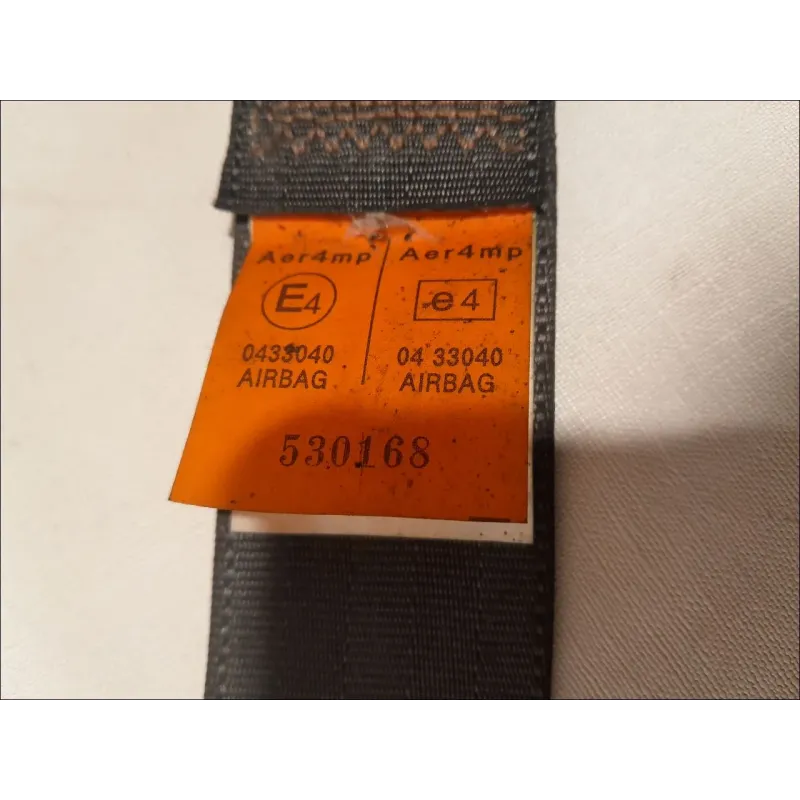 Aer4mp Aer4mp
E4 e4
0433040 04 33040
AIRBAG AIRBAG
530168